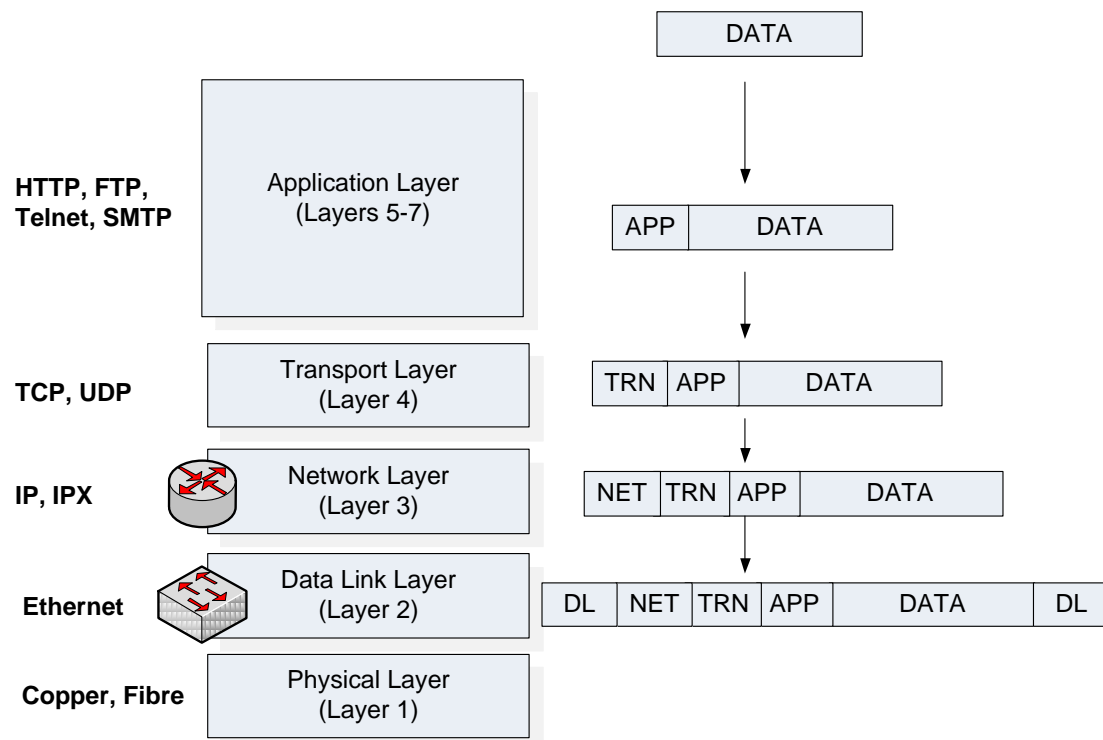 DATA
HTTP, FTP,
Telnet, SMTP
Application Layer
(Layers 5-7)
APP DATA
TCP, UDP
Transport Layer
(Layer 4)
TRN APP DATA
IP, IPX
Network Layer
(Layer 3)
NET TRN APP DATA
Ethernet
Data Link Layer
(Layer 2)
DL NET TRN APP DATA DL
Copper, Fibre
Physical Layer
(Layer 1)